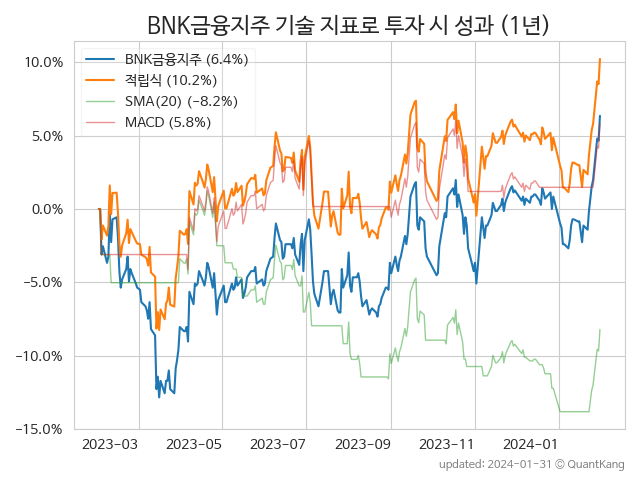 BNK금융지주 기술 지표로 투자 시 성과 (1년)
BNK금융지주 (6.4%)
적립식 (10.2%)
SMA(20) (−8.2%)
MACD (5.8%)
10.0%
5.0%
0.0%
−5.0%
−10.0%
−15.0%
2023-03 2023-05 2023-07 2023-09 2023-11 2024-01
updated: 2024-01-31 © QuantKang